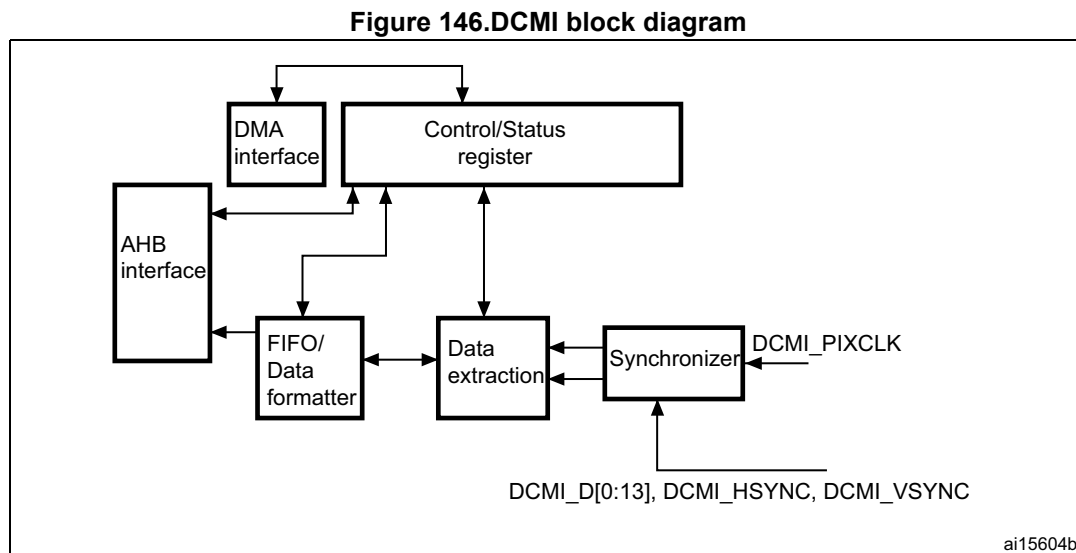 Figure 146.DCMI block diagram
DMA
interface
Control/Status
register
AHB
interface
FIFO/
Data
formatter
Data
extraction
Synchronizer
DCMI_PIXCLK
DCMI_D[0:13], DCMI_HSYNC, DCMI_VSYNC
ai15604b